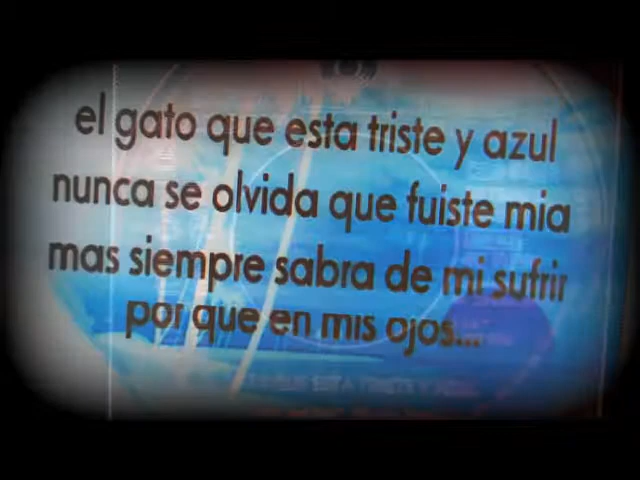 el gato que esta triste y azul
nunca se olvida que fuiste mia
mas siempre sabra de mi sufrir
por que en mis ojos...